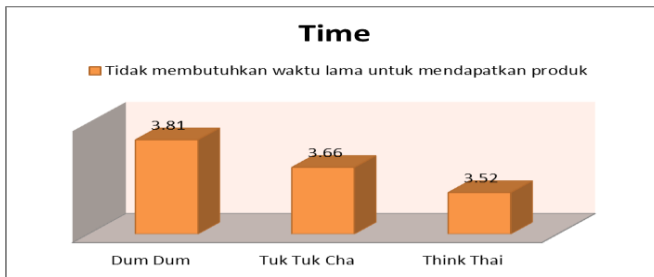 Time
Tidak membutuhkan waktu lama untuk mendapatkan produk
3.81
3.66
3.52
Dum Dum
Tuk Tuk Cha
Think Thai